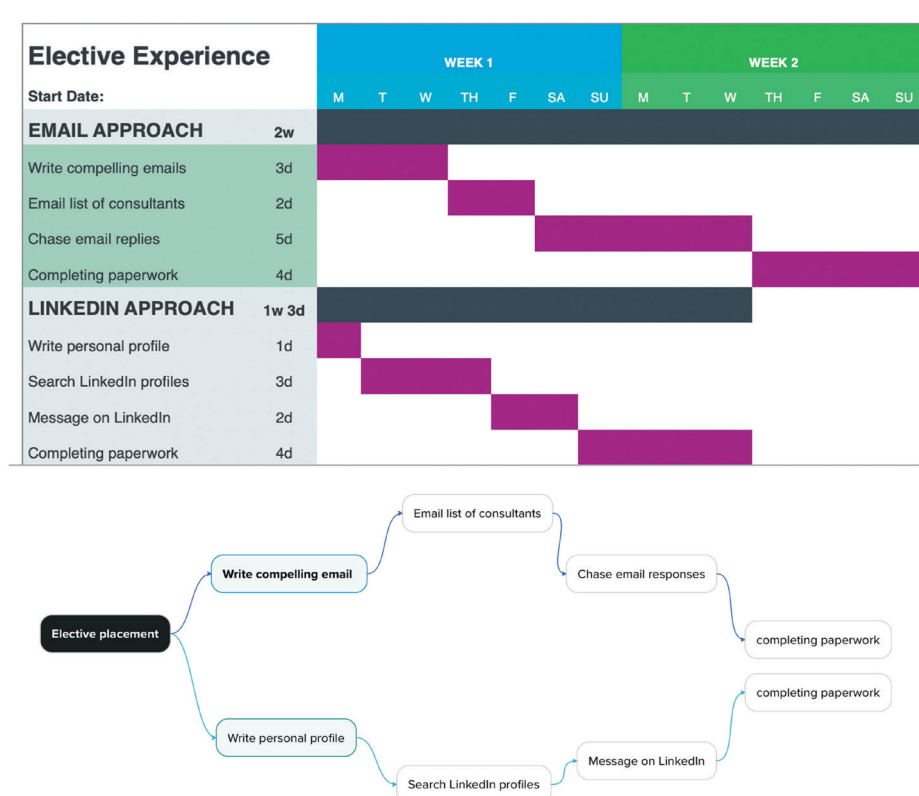 Elective Experience
WEEK 1 WEEK 2
Start Date: M T W TH F SA SU M T W TH F SA SU
EMAIL APPROACH 2w
Write compelling emails 3d
Email list of consultants 2d
Chase email replies 5d
Completing paperwork 4d
LINKEDIN APPROACH 1w 3d
Write personal profile 1d
Search LinkedIn profiles 3d
Message on LinkedIn 2d
Completing paperwork 4d
Email list of consultants
Write compelling email
Chase email responses
Elective placement
completing paperwork
completing paperwork
Write personal profile
Message on LinkedIn
Search LinkedIn profiles